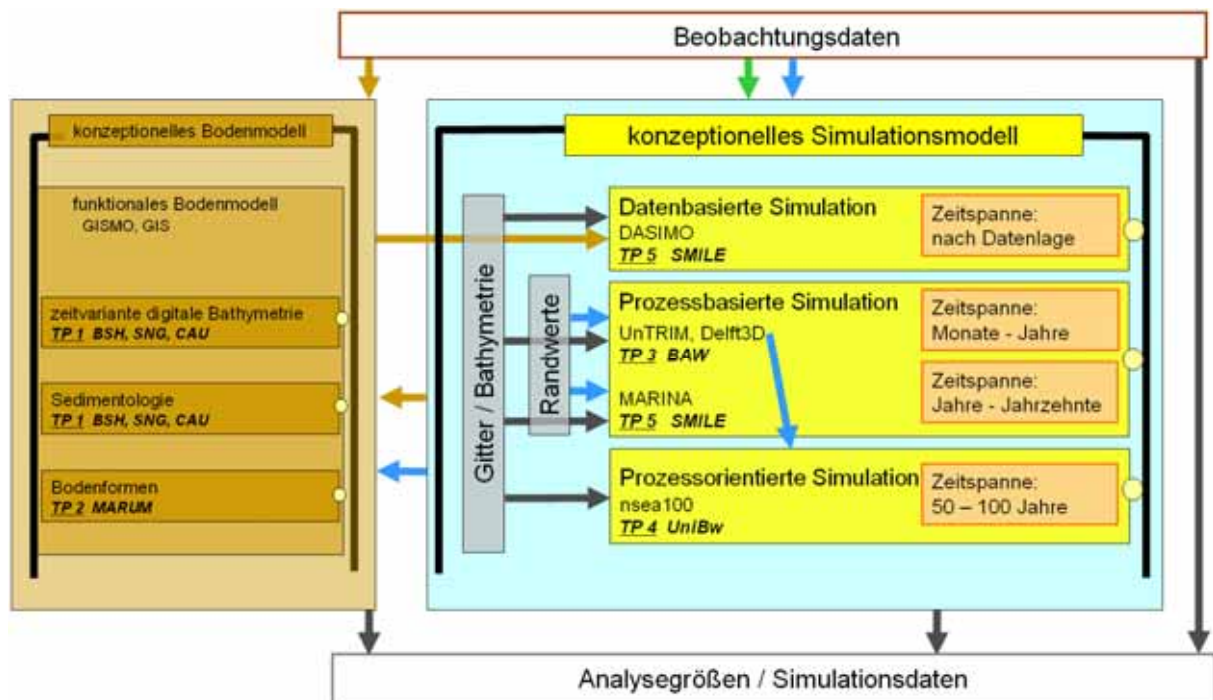 Beobachtungsdaten
konzeptionelles Bodenmodell
funktionales Bodenmodell
GISMO, GIS
zeitvariante digitale Bathymetrie
TP 1 BSH, SNG, CAU
Sedimentologie
TP 1 BSH, SNG, CAU
Bodenformen
TP 2 MARUM
konzeptionelles Simulationsmodell
Gitter / Bathymetrie
Randwerte
Datenbasierte Simulation
DASIMO
TP 5 SMILE
Zeitspanne:
nach Datenlage
Prozessbasierte Simulation
UnTRIM, Delft3D
TP 3 BAW
Zeitspanne:
Monate - Jahre
MARINA
TP 5 SMILE
Zeitspanne:
Jahre - Jahrzehnte
Prozessorientierte Simulation
nsea100
TP 4 UniBw
Zeitspanne:
50 – 100 Jahre
Analysegrößen / Simulationsdaten